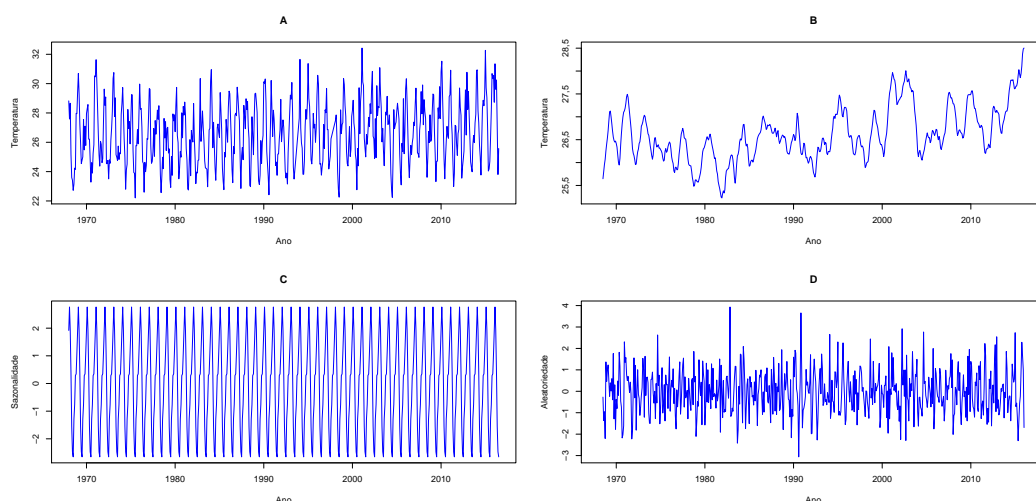 A
Temperatura
32
30
28
26
24
22
1970 1980 1990 2000 2010
Ano
B
Temperatura
28,5
27,5
26,5
25,5
1970 1980 1990 2000 2010
Ano
C
Sazonalidade
2
1
0
-1
-2
1970 1980 1990 2000 2010
Ano
D
Aleatoriedade
4
3
2
1
0
-1
-2
-3
1970 1980 1990 2000 2010
Ano